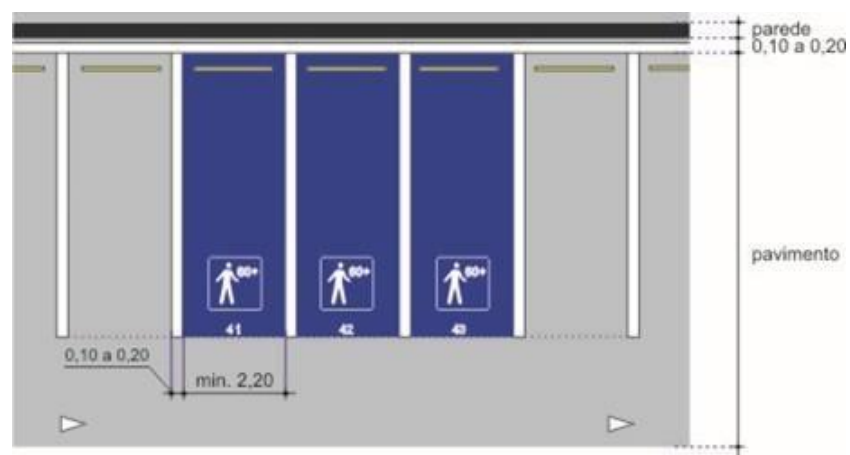 parede
0,10 a 0,20
60+ 60+ 60+
41 42 43
0,10 a 0,20
min. 2,20
pavimento